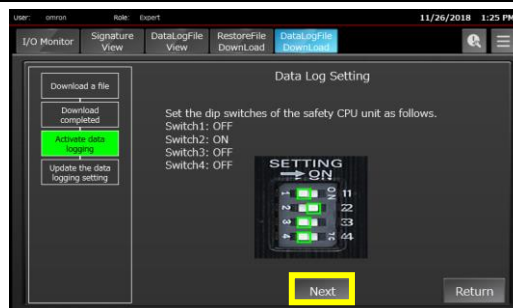 User: omron Role: Expert 11/26/2018 1:25 PM
I/O Monitor
Signature
View
DataLogFile
View
RestoreFile
DownLoad
DataLogFile
DownLoad
Data Log Setting
Download a file
Download
completed
Activate data
logging
Update the data
logging setting
Set the dip switches of the safety CPU unit as follows.
Switch1: OFF
Switch2: ON
Switch3: OFF
Switch4: OFF
SETTING
ON
Next
Return